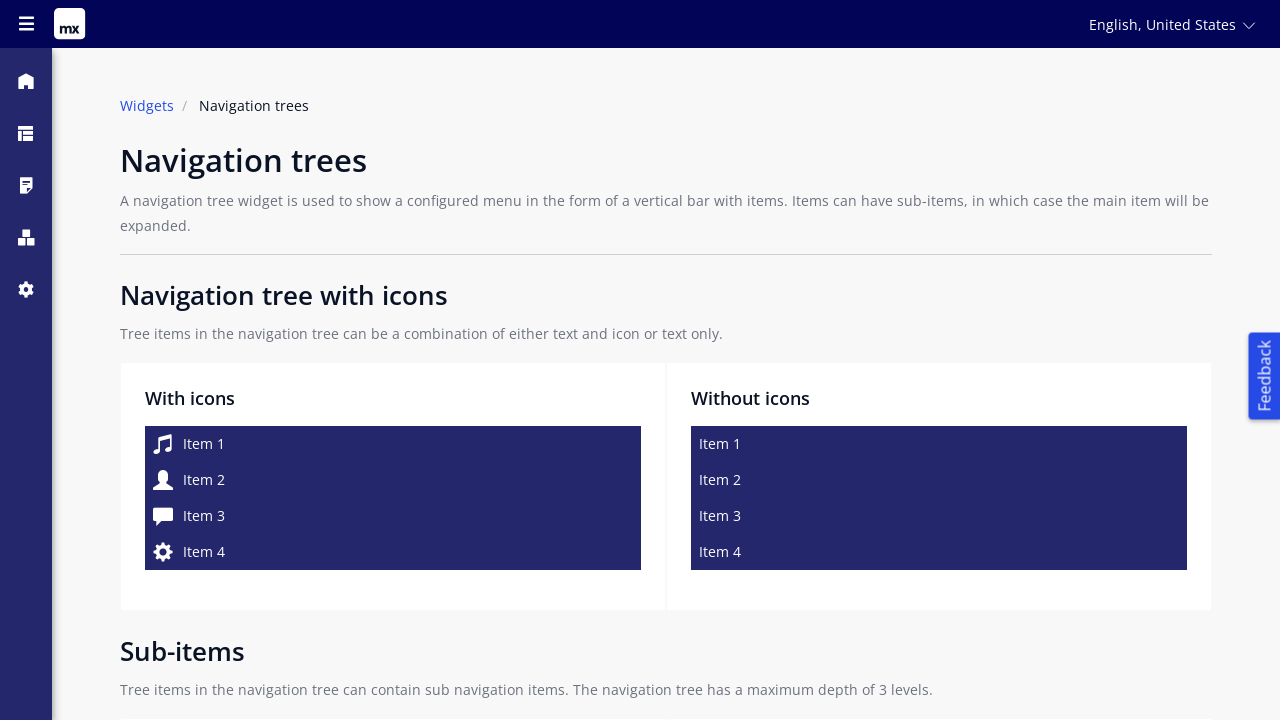 mx
English, United States
Widgets / Navigation trees
Navigation trees
A navigation tree widget is used to show a configured menu in the form of a vertical bar with items. Items can have sub-items, in which case the main item will be
expanded.
Navigation tree with icons
Tree items in the navigation tree can be a combination of either text and icon or text only.
Feedback
With icons
Item 1
Item 2
Item 3
Item 4
Without icons
Item 1
Item 2
Item 3
Item 4
Sub-items
Tree items in the navigation tree can contain sub navigation items. The navigation tree has a maximum depth of 3 levels.